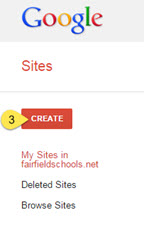 Google
Sites
3 CREATE
My Sites in
fairfieldschools.net
Deleted Sites
Browse Sites